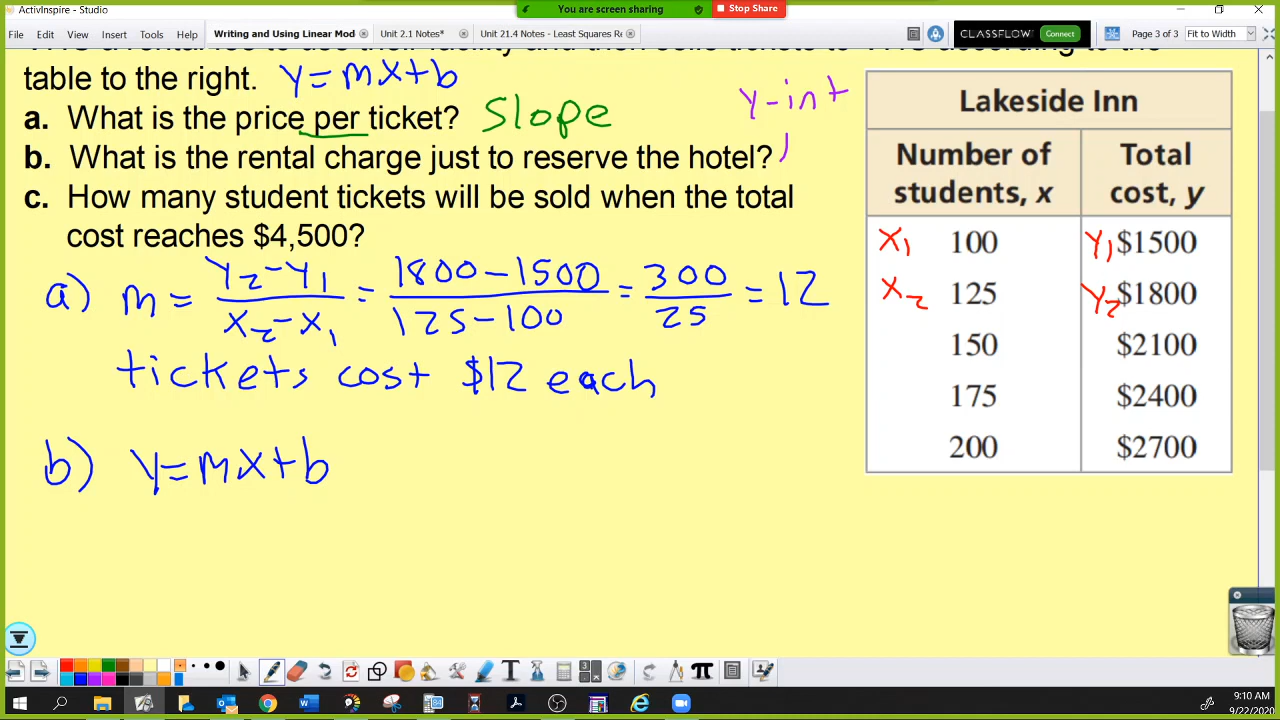 ActivInspire - Studio
You are screen sharing
Stop Share
File Edit View Insert Tools Help
Writing and Using Linear Mod
Unit 2.1 Notes*
Unit 21.4 Notes - Least Squares Re
CLASSFLOW Connect
Page 3 of 3 Fit to Width
table to the right. y=mx+b
a. What is the price per ticket? Slope
y-int
b. What is the rental charge just to reserve the hotel?
c. How many student tickets will be sold when the total
cost reaches $4,500?
a) m = y2-y1 / x2-x1 = 1800-1500 / 125-100 = 300 / 25 = 12
tickets cost $12 each
b) y=mx+b
Lakeside Inn
Number of students, x Total cost, y
x1 100 y1 $1500
x2 125 y2 $1800
150 $2100
175 $2400
200 $2700
9:10 AM
9/22/2020